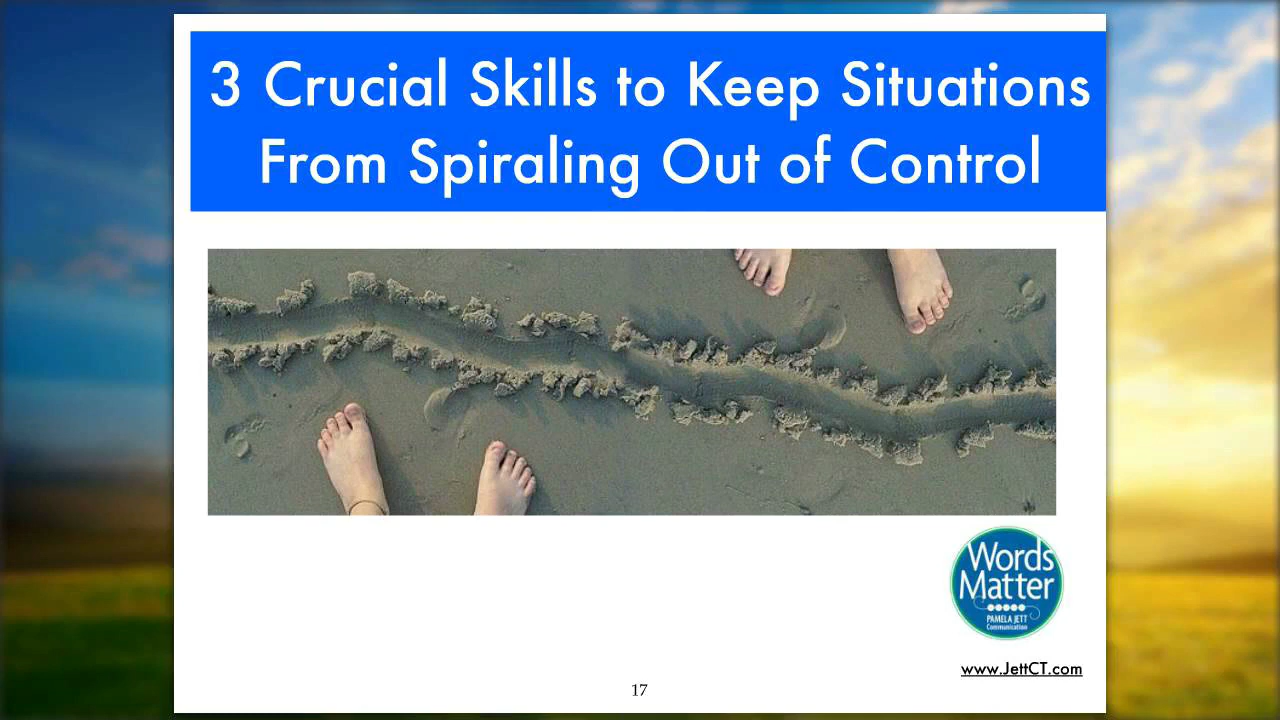 3 Crucial Skills to Keep Situations
From Spiraling Out of Control
Words
Matter
PAMELA JETT
Communication
www.JettCT.com
17